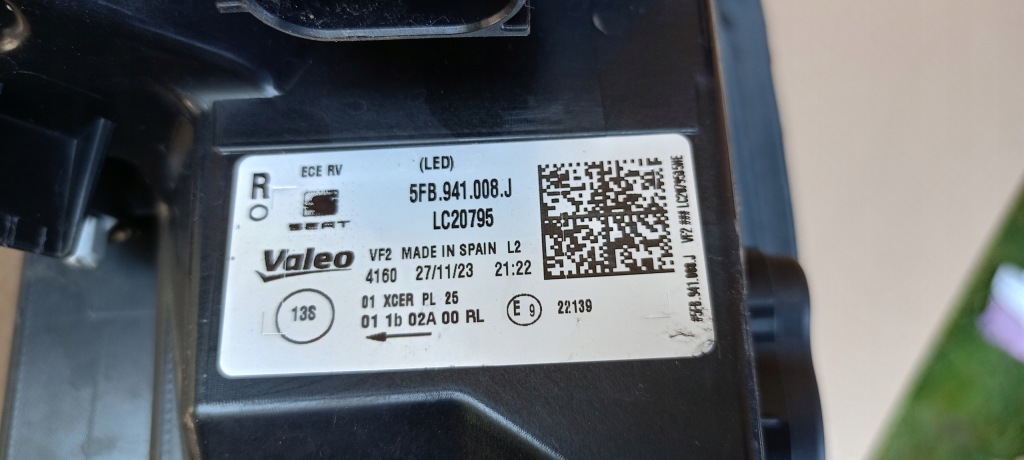 R
ECE RV
(LED)
SEAT
5FB.941.008.J
LC20795
Valeo
VF2 MADE IN SPAIN L2
4160 27/11/23 21:22
13S
01 XCER PL 25
01 1b 02A 00 RL
E 9
22139
#5FB.941.008.J VF2 ###